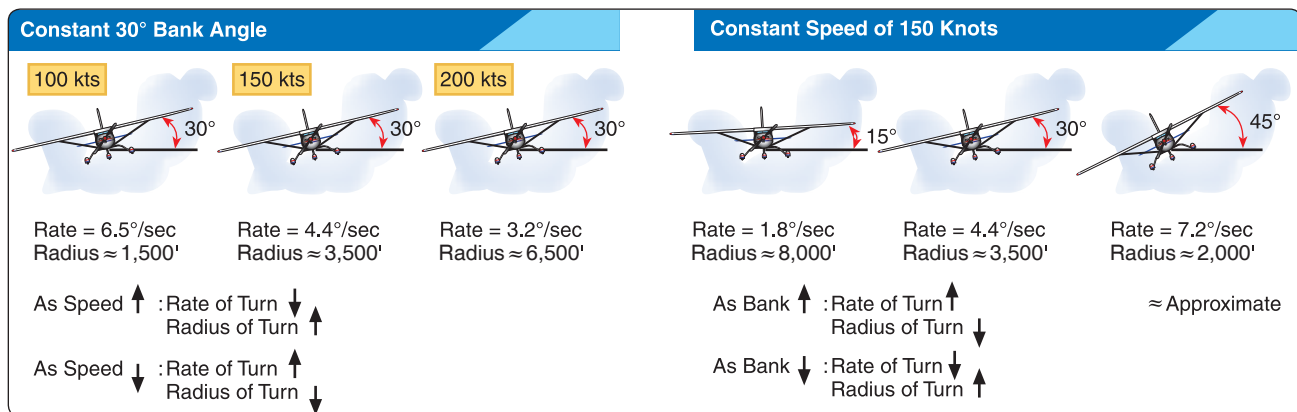 Constant 30° Bank Angle
100 kts
150 kts
200 kts
30°
30°
30°
Rate = 6.5°/sec
Radius ≈ 1,500'
Rate = 4.4°/sec
Radius ≈ 3,500'
Rate = 3.2°/sec
Radius ≈ 6,500'
As Speed ↑ : Rate of Turn ↓
Radius of Turn ↑
As Speed ↓ : Rate of Turn ↑
Radius of Turn ↓
Constant Speed of 150 Knots
15°
30°
45°
Rate = 1.8°/sec
Radius ≈ 8,000'
Rate = 4.4°/sec
Radius ≈ 3,500'
Rate = 7.2°/sec
Radius ≈ 2,000'
As Bank ↑ : Rate of Turn ↑
Radius of Turn ↓
As Bank ↓ : Rate of Turn ↓
Radius of Turn ↑
≈ Approximate